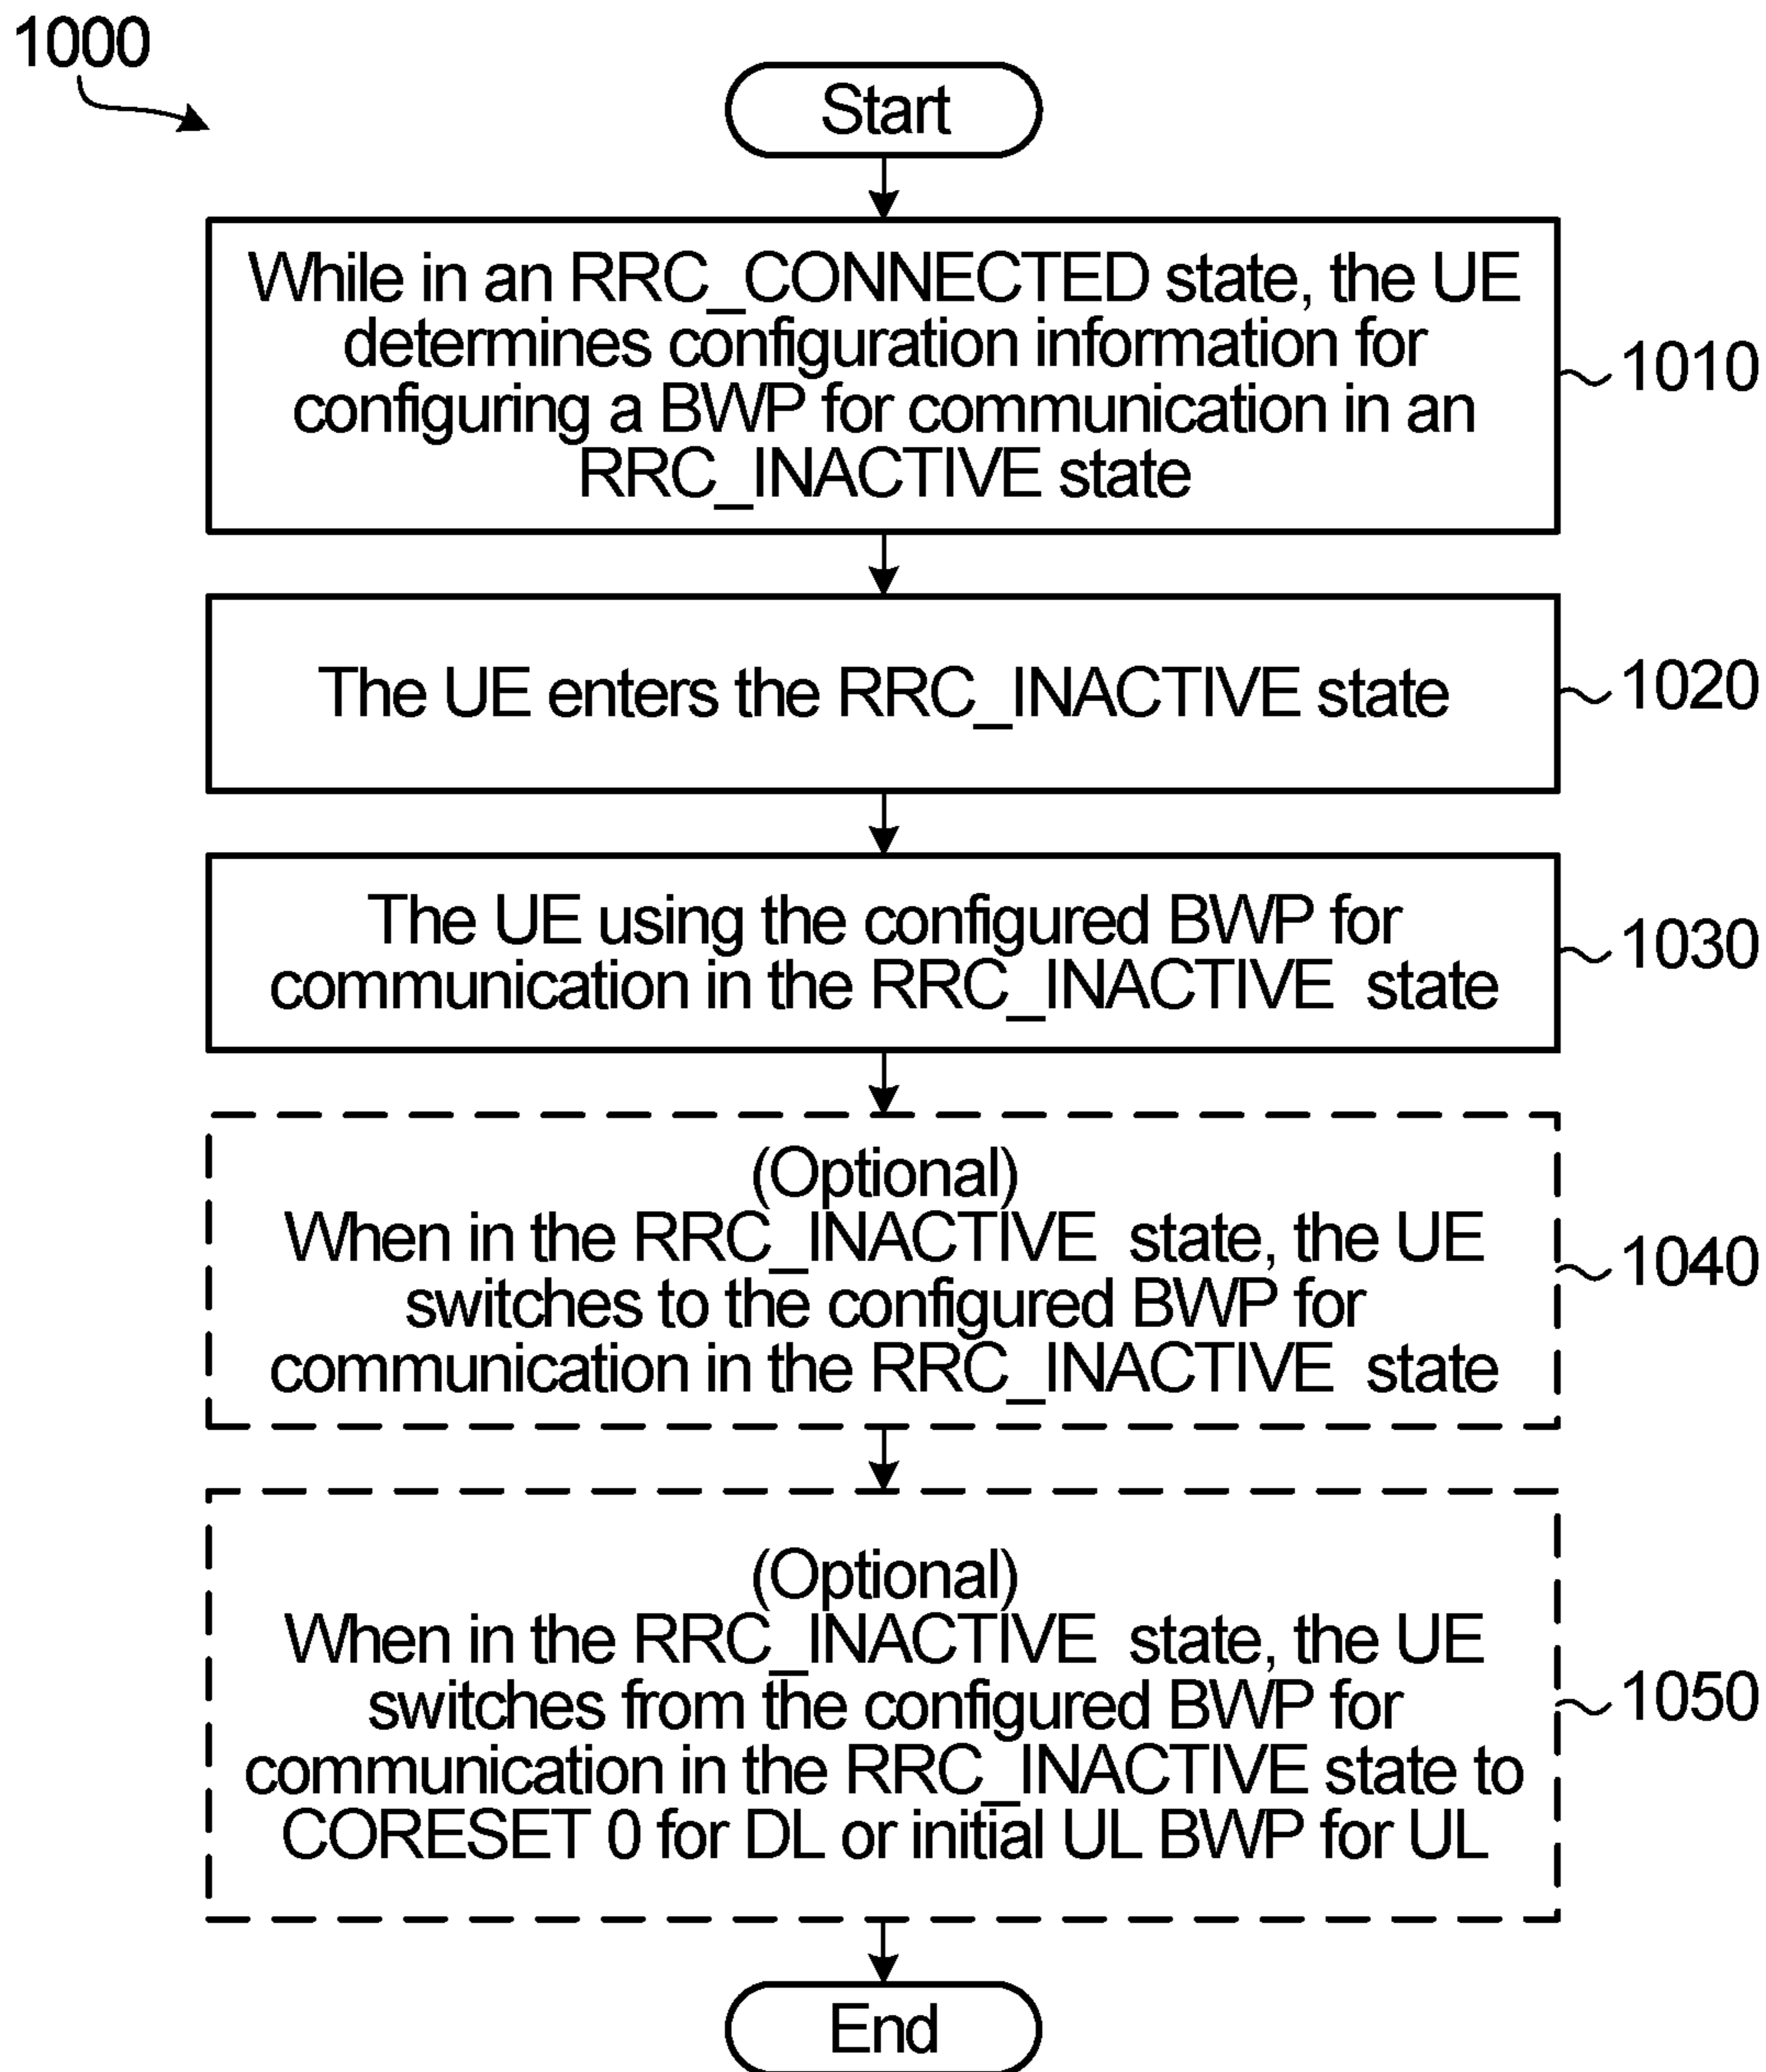 1000
Start
While in an RRC_CONNECTED state, the UE
determines configuration information for
configuring a BWP for communication in an
RRC_INACTIVE state
1010
The UE enters the RRC_INACTIVE state
1020
The UE using the configured BWP for
communication in the RRC_INACTIVE state
1030
(Optional)
When in the RRC_INACTIVE state, the UE
switches to the configured BWP for
communication in the RRC_INACTIVE state
1040
(Optional)
When in the RRC_INACTIVE state, the UE
switches from the configured BWP for
communication in the RRC_INACTIVE state to
CORESET 0 for DL or initial UL BWP for UL
1050
End